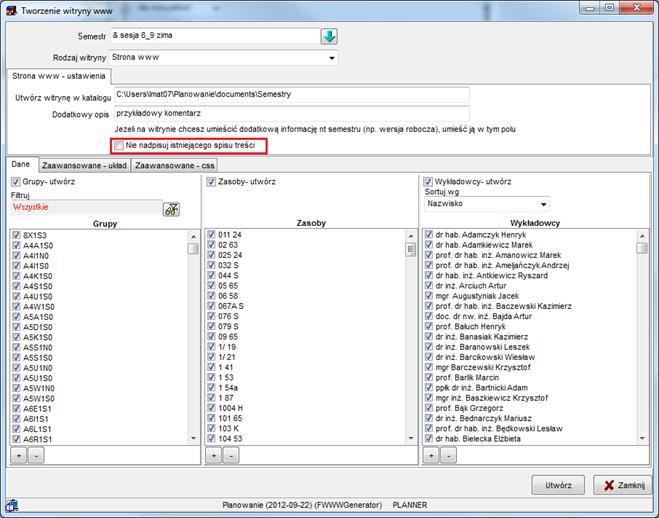 Tworzenie witryny www
Semestr & sesja 8_9 zima
Rodzaj witryny Strona www
Strona www - ustawienia
Utwórz witrynę w katalogu C:\Users\lmat07\Planowanie\documents\Semestry
Dodatkowy opis przykładowy komentarz
Jeżeli na witrynie chcesz umieścić dodatkową informację nt semestru (np. wersja robocza), umieść ją w tym polu
Nie nadpisuj istniejącego spisu treści
Dane Zaawansowane - układ Zaawansowane - css
Grupy- utwórz Zasoby- utwórz Wykładowcy- utwórz
Filtruj Sortuj wg
Wszystkie Nazwisko
Grupy Zasoby Wykładowcy
8X1S3 011 24 dr hab. Adamczyk Henryk
A4A1S0 02 63 dr hab. Adamkiewicz Marek
A4I1N0 025 24 prof. dr hab. inż. Amanowicz Marek
A4I1S0 032 S prof. dr hab. inż. Ameljańczyk Andrzej
A4K1S0 044 S dr hab. inż. Antkiewicz Ryszard
A4S1S0 05 65 dr inż. Arciuch Artur
A4U1S0 06 58 mgr Augustyniak Jacek
A4W1S0 067A S prof. dr hab. inż. Baczewski Kazimierz
A5A1S0 076 S doc. dr nw. inż. Bajda Artur
A5D1S0 079 S prof. Bałuch Henryk
A5K1S0 09 65 dr inż. Banasiak Kazimierz
A5S1N0 1/ 19 dr inż. Baranowski Leszek
A5S1S0 1/ 21 dr inż. Barcikowski Wiesław
A5U1N0 1 41 mgr Barczewski Krzysztof
A5U1S0 1 53 prof. Barlik Marcin
A5W1N0 1 54a ppłk dr inż. Bartnicki Adam
A5W1S0 1 87 mgr inż. Baszkiewicz Krzysztof
A6E1S1 1004 H prof. Bąk Grzegorz
A6I1S1 101 65 dr inż. Bednarczyk Mariusz
A6L1S1 103 K prof. dr hab. inż. Będkowski Lesław
A6R1S1 104 53 dr hab. Bielecka Elżbieta
+ - + - + -
Utwórz Zamknij
Planowanie (2012-09-22) (FWWWGenerator) PLANNER